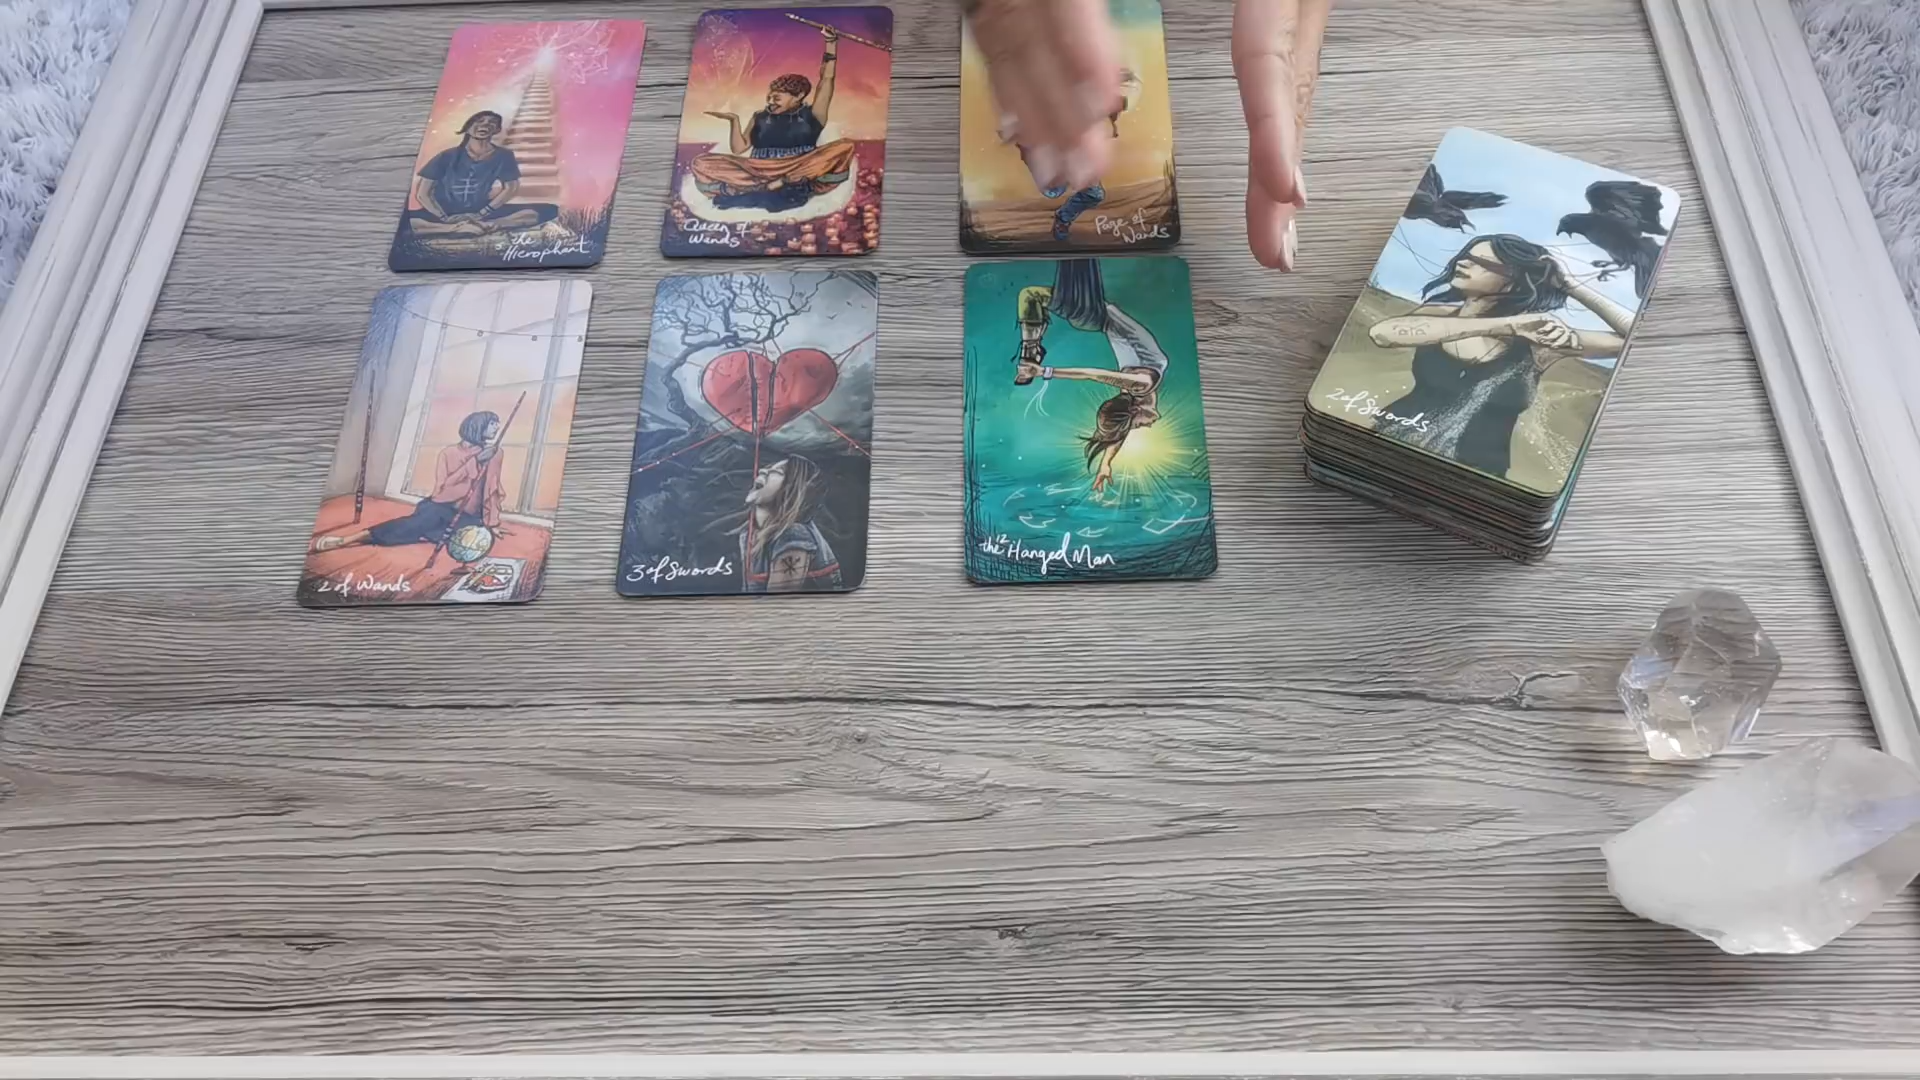 5 the
Hierophant
Queen of
Wands
Page of
Wands
2 of Wands
3 of Swords
12
the Hanged Man
2 of Swords